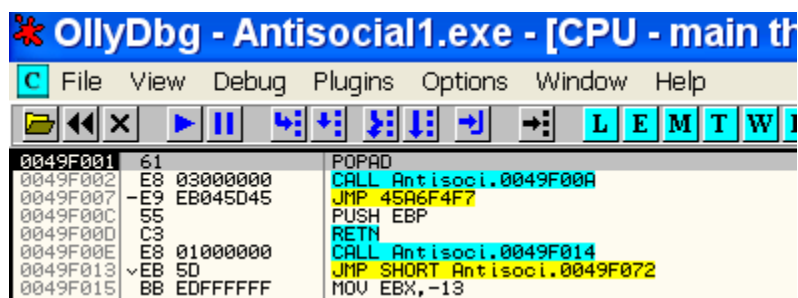 OllyDbg - Antisocial1.exe - [CPU - main th
C File View Debug Plugins Options Window Help
L E M T W
0049F001 61 POPAD
0049F002 E8 03000000 CALL Antisoci.0049F00A
0049F007 -E9 EB045D45 JMP 45A6F4F7
0049F00C 55 PUSH EBP
0049F00D C3 RETN
0049F00E E8 01000000 CALL Antisoci.0049F014
0049F013 ˅EB 5D JMP SHORT Antisoci.0049F072
0049F015 BB EDFFFFFF MOV EBX,-13